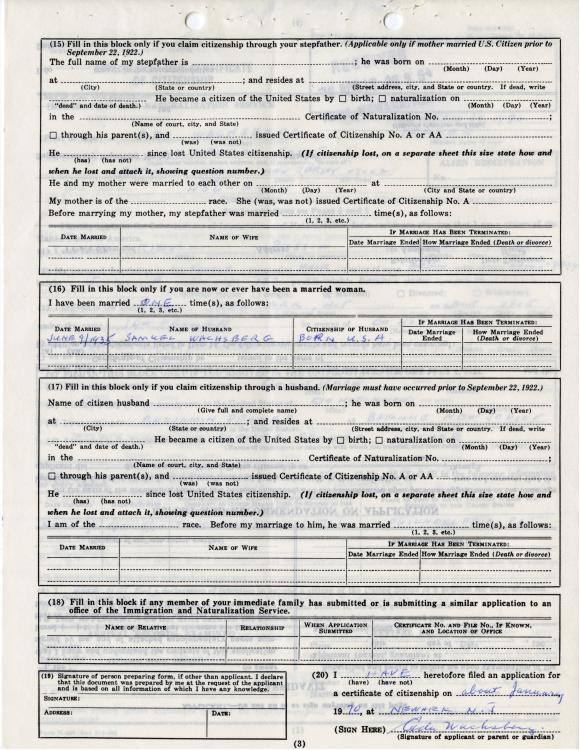 (15) Fill in this block only if you claim citizenship through your stepfather. (Applicable only if mother married U.S. Citizen prior to
September 22, 1922.)
The full name of my stepfather is ; he was born on
(Month) (Day) (Year)
at ; and resides at
(City) (State or country) (Street address, city, and State or country. If dead, write
He became a citizen of the United States by ☐ birth; ☐ naturalization on
"dead" and date of death.) (Month) (Day) (Year)
in the Certificate of Naturalization No. ;
(Name of court, city, and State)
☐ through his parent(s), and issued Certificate of Citizenship No. A or AA
(was) (was not)
He since lost United States citizenship. (If citizenship lost, on a separate sheet this size state how and
(has) (has not)
when he lost and attach it, showing question number.)
He and my mother were married to each other on at
(Month) (Day) (Year) (City and State or country)
My mother is of the race. She (was, was not) issued Certificate of Citizenship No. A
Before marrying my mother, my stepfather was married time(s), as follows:
(1, 2, 3, etc.)
DATE MARRIED NAME OF WIFE IF MARRIAGE HAS BEEN TERMINATED:
Date Marriage Ended How Marriage Ended (Death or divorce)
(16) Fill in this block only if you are now or ever have been a married woman.
I have been married ONE time(s), as follows:
(1, 2, 3, etc.)
DATE MARRIED NAME OF HUSBAND CITIZENSHIP OF HUSBAND IF MARRIAGE HAS BEEN TERMINATED:
Date Marriage Ended How Marriage Ended (Death or divorce)
JUNE 9/1935 SAMUEL WACHSBERG BORN U.S.A
(17) Fill in this block only if you claim citizenship through a husband. (Marriage must have occurred prior to September 22, 1922.)
Name of citizen husband ; he was born on
(Give full and complete name) (Month) (Day) (Year)
at ; and resides at
(City) (State or country) (Street address, city, and State or country. If dead, write
He became a citizen of the United States by ☐ birth; ☐ naturalization on
"dead" and date of death.) (Month) (Day) (Year)
in the Certificate of Naturalization No. ;
(Name of court, city, and State)
☐ through his parent(s), and issued Certificate of Citizenship No. A or AA
(was) (was not)
He since lost United States citizenship. (If citizenship lost, on a separate sheet this size state how and
(has) (has not)
when he lost and attach it, showing question number.)
I am of the race. Before my marriage to him, he was married time(s), as follows:
(1, 2, 3, etc.)
DATE MARRIED NAME OF WIFE IF MARRIAGE HAS BEEN TERMINATED:
Date Marriage Ended How Marriage Ended (Death or divorce)
(18) Fill in this block if any member of your immediate family has submitted or is submitting a similar application to an
office of the Immigration and Naturalization Service.
NAME OF RELATIVE RELATIONSHIP WHEN APPLICATION SUBMITTED CERTIFICATE NO. AND FILE NO., IF KNOWN, AND LOCATION OF OFFICE
(19) Signature of person preparing form, if other than applicant. I declare
that this document was prepared by me at the request of the applicant
and is based on all information of which I have any knowledge.
SIGNATURE:
ADDRESS: DATE:
(20) I HAVE heretofore filed an application for
(have) (have not)
a certificate of citizenship on about January
1970, at NEWARK N.J
(SIGN HERE) Wachsberg
(Signature of applicant or parent or guardian)
(3)